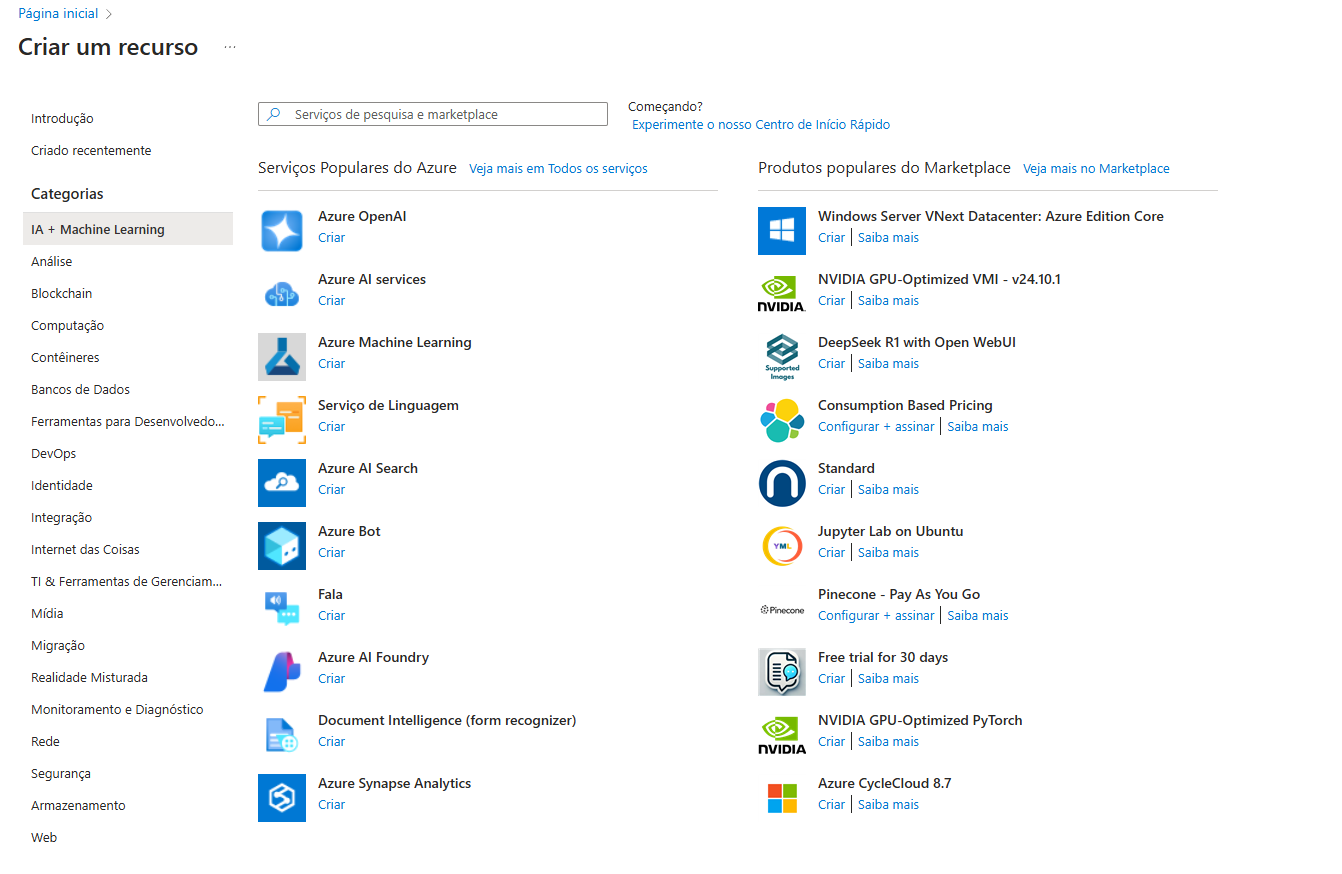 Página inicial
Criar um recurso
Introdução
Criado recentemente
Categorias
IA + Machine Learning
Análise
Blockchain
Computação
Contêineres
Bancos de Dados
Ferramentas para Desenvolvedo...
DevOps
Identidade
Integração
Internet das Coisas
TI & Ferramentas de Gerenciam...
Mídia
Migração
Realidade Misturada
Monitoramento e Diagnóstico
Rede
Segurança
Armazenamento
Web
Serviços de pesquisa e marketplace
Começando?
Experimente o nosso Centro de Início Rápido
Serviços Populares do Azure Veja mais em Todos os serviços
Azure OpenAI
Criar
Azure AI services
Criar
Azure Machine Learning
Criar
Serviço de Linguagem
Criar
Azure AI Search
Criar
Azure Bot
Criar
Fala
Criar
Azure AI Foundry
Criar
Document Intelligence (form recognizer)
Criar
Azure Synapse Analytics
Criar
Produtos populares do Marketplace Veja mais no Marketplace
Windows Server VNext Datacenter: Azure Edition Core
Criar | Saiba mais
NVIDIA.
NVIDIA GPU-Optimized VMI - v24.10.1
Criar | Saiba mais
Supported
Images
DeepSeek R1 with Open WebUI
Criar | Saiba mais
Consumption Based Pricing
Configurar + assinar | Saiba mais
Standard
Criar | Saiba mais
YML
Jupyter Lab on Ubuntu
Criar | Saiba mais
Pinecone
Pinecone - Pay As You Go
Configurar + assinar | Saiba mais
Free trial for 30 days
Criar | Saiba mais
NVIDIA
NVIDIA GPU-Optimized PyTorch
Criar | Saiba mais
Azure CycleCloud 8.7
Criar | Saiba mais